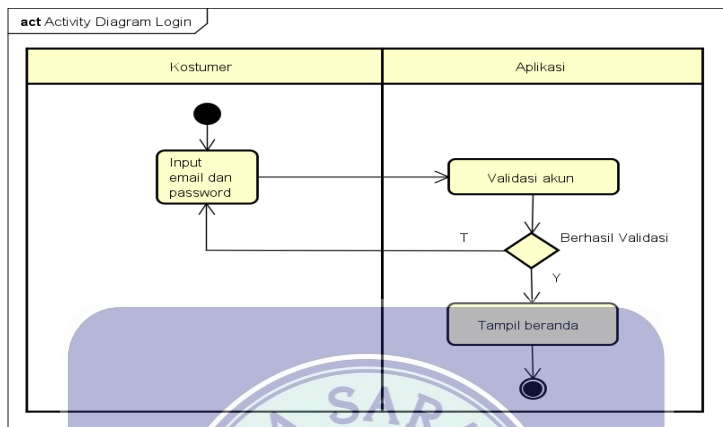 act Activity Diagram Login
Kostumer
Aplikasi
Input
email dan
password
Validasi akun
T
Berhasil Validasi
Y
Tampil beranda
A SAR